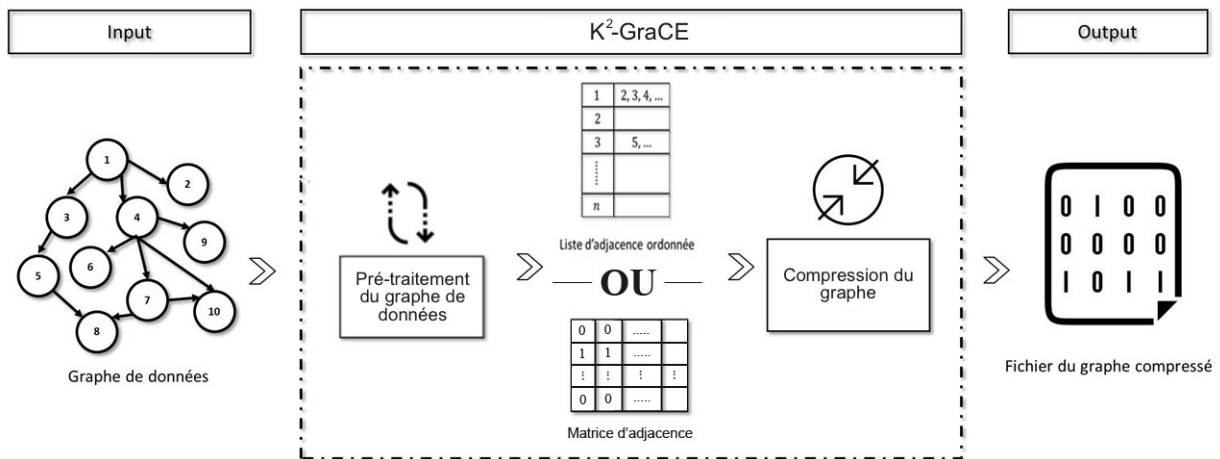 Input
K²-GraCE
Output
1
2
3
4
9
6
5
7
10
8
Graphe de données
Pré-traitement
du graphe de
données
1 2, 3, 4, ...
2
3 5, ...
⋮
n
Liste d'adjacence ordonnée
OU
0 0 .....
1 1 .....
⋮ ⋮ ⋮ ⋮
0 0 .....
Matrice d'adjacence
Compression du
graphe
0 1 0 0
0 0 0 0
1 0 1 1
Fichier du graphe compressé